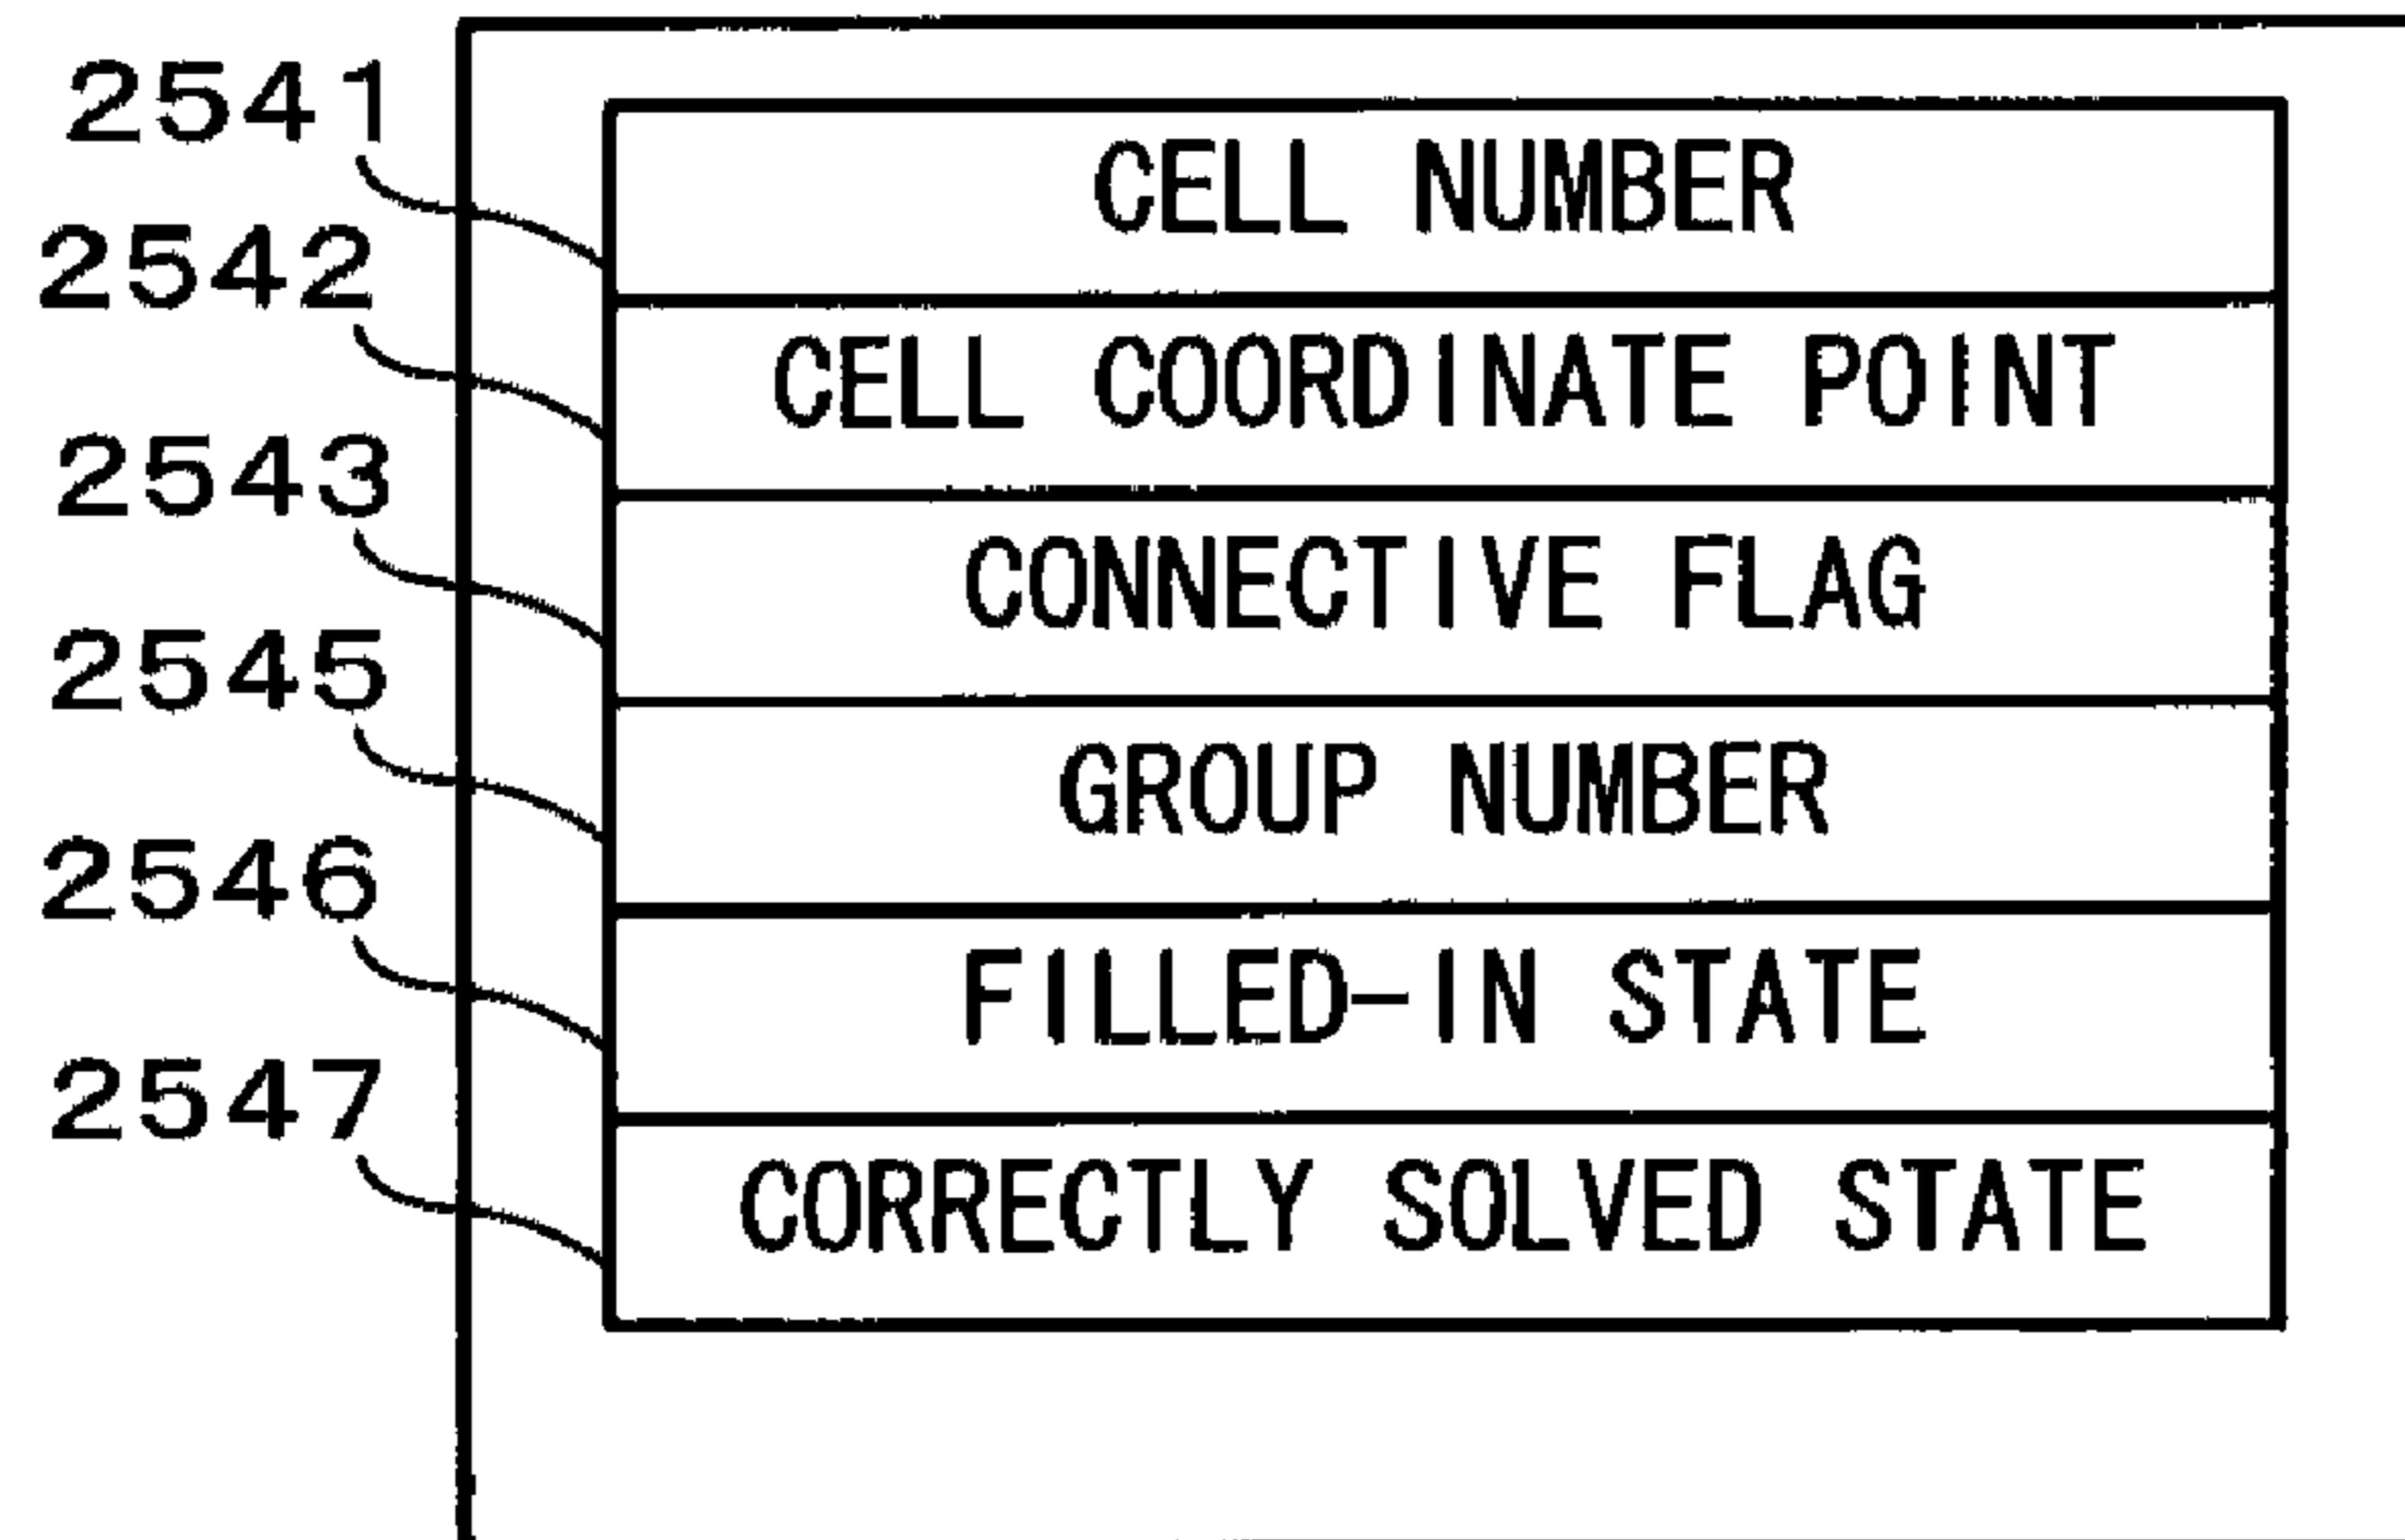 2541
CELL NUMBER
2542
CELL COORDINATE POINT
2543
CONNECTIVE FLAG
2545
GROUP NUMBER
2546
FILLED-IN STATE
2547
CORRECTLY SOLVED STATE